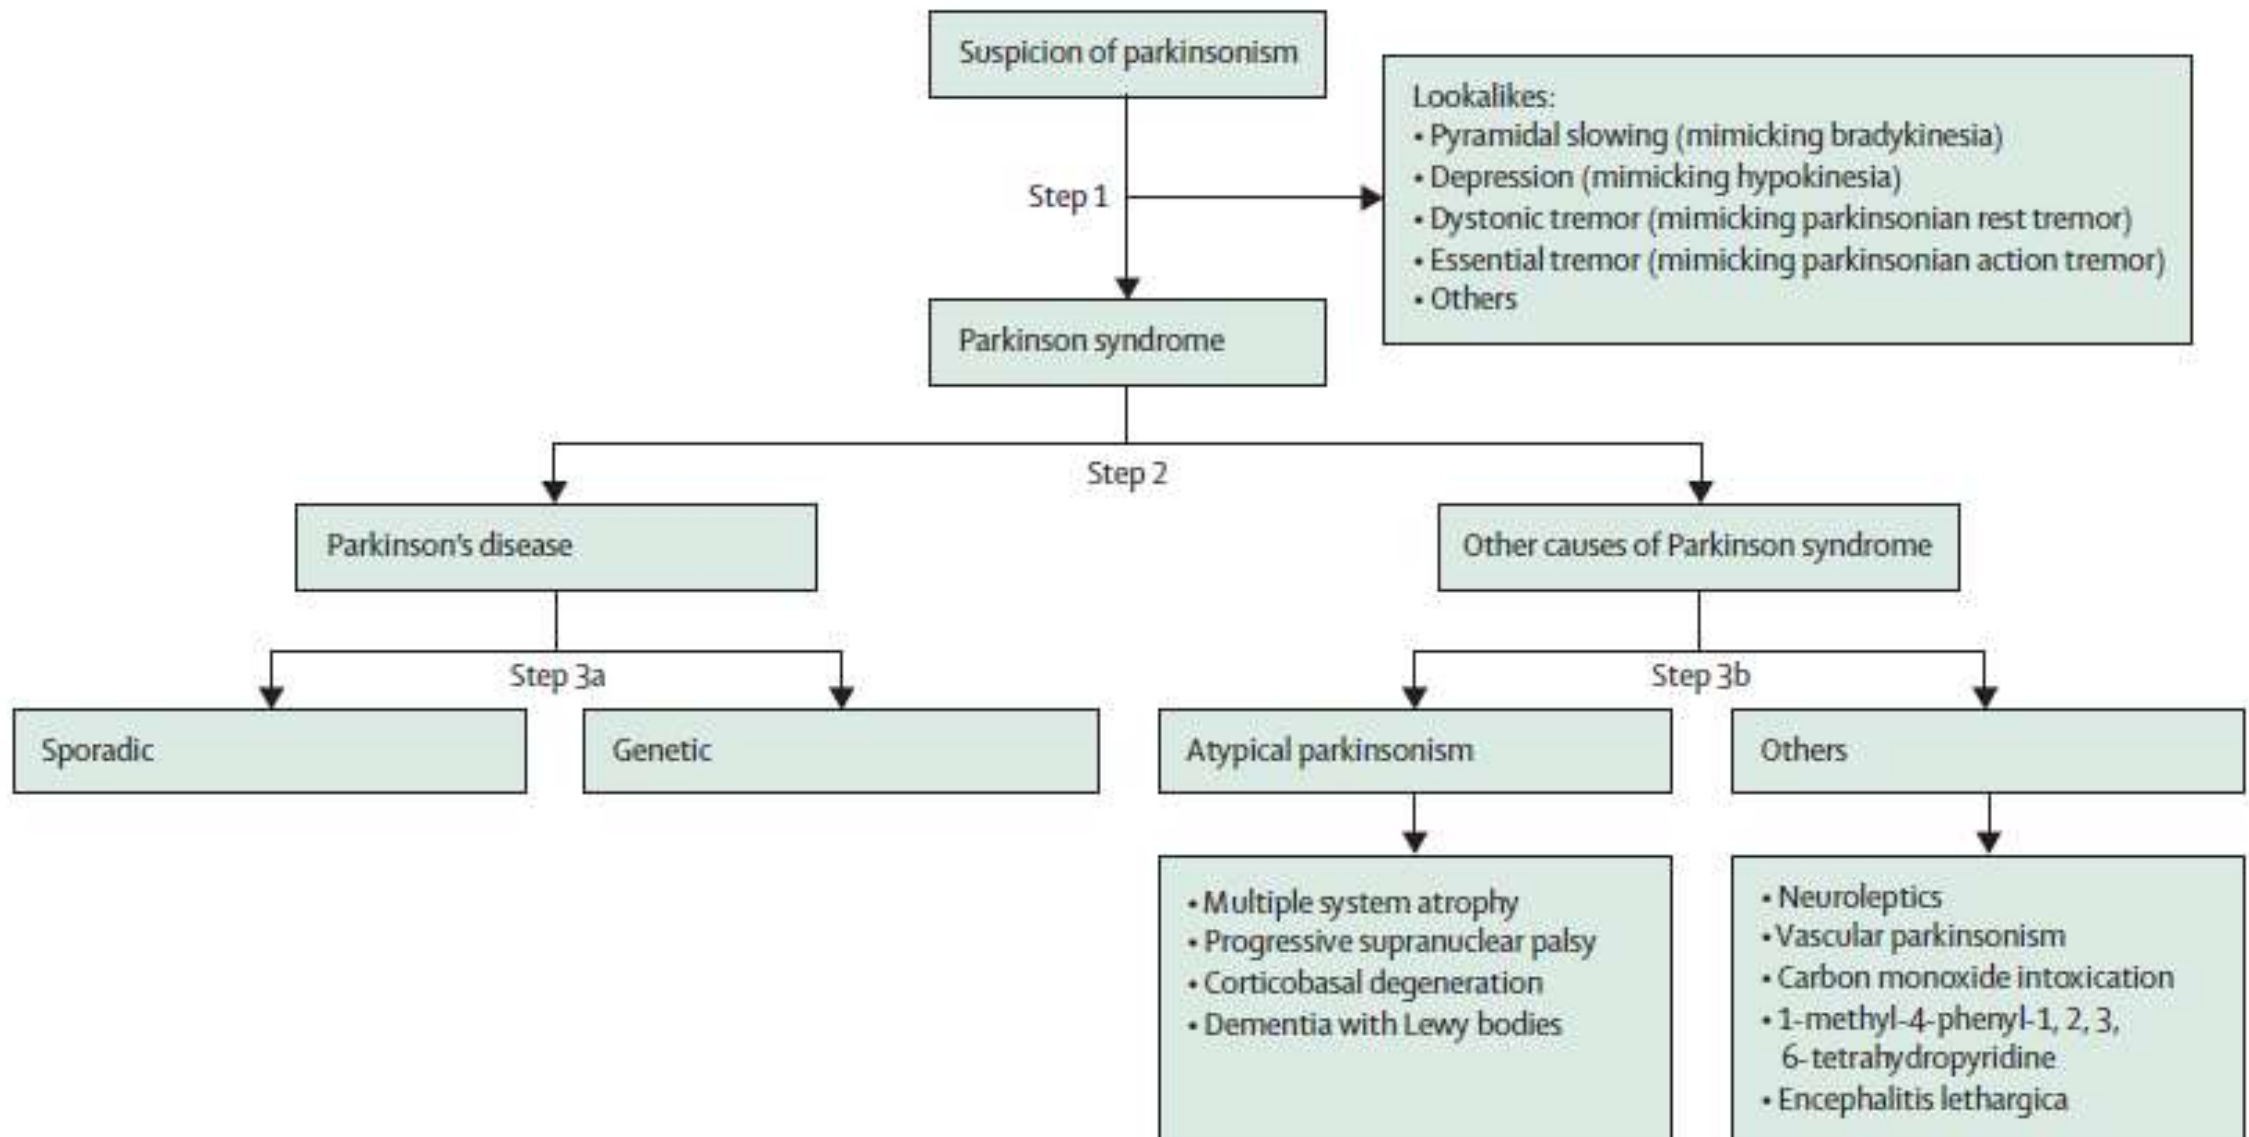 Suspicion of parkinsonism
Lookalikes:
• Pyramidal slowing (mimicking bradykinesia)
• Depression (mimicking hypokinesia)
• Dystonic tremor (mimicking parkinsonian rest tremor)
• Essential tremor (mimicking parkinsonian action tremor)
• Others
Step 1
Parkinson syndrome
Step 2
Parkinson's disease
Other causes of Parkinson syndrome
Step 3a
Step 3b
Sporadic
Genetic
Atypical parkinsonism
Others
• Multiple system atrophy
• Progressive supranuclear palsy
• Corticobasal degeneration
• Dementia with Lewy bodies
• Neuroleptics
• Vascular parkinsonism
• Carbon monoxide intoxication
• 1-methyl-4-phenyl-1, 2, 3,
6-tetrahydropyridine
• Encephalitis lethargica